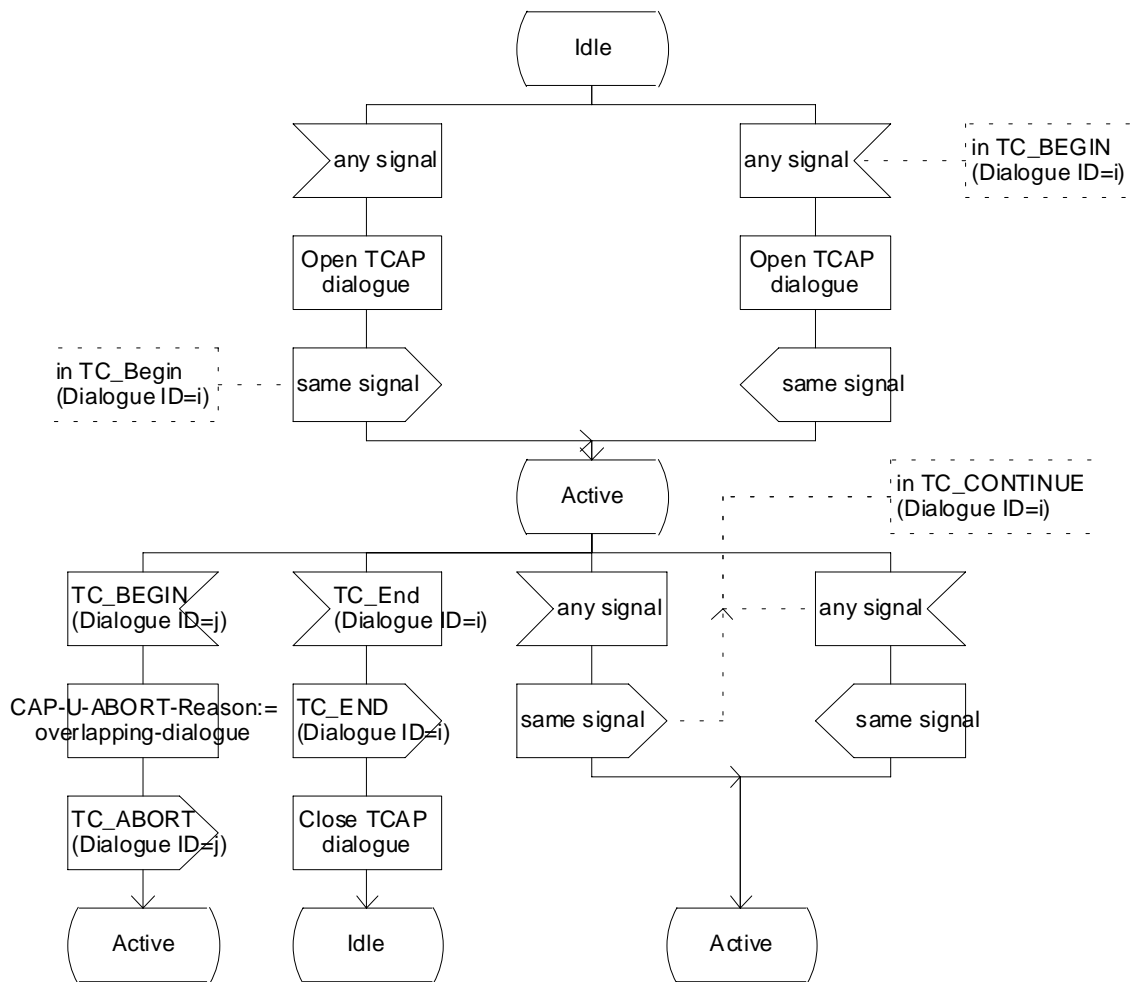 Idle
any signal
any signal
in TC_BEGIN
(Dialogue ID=i)
Open TCAP
dialogue
Open TCAP
dialogue
in TC_Begin
(Dialogue ID=i)
same signal
same signal
Active
in TC_CONTINUE
(Dialogue ID=i)
TC_BEGIN
(Dialogue ID=j)
TC_End
(Dialogue ID=i)
any signal
any signal
CAP-U-ABORT-Reason:=
overlapping-dialogue
TC_END
(Dialogue ID=i)
same signal
same signal
TC_ABORT
(Dialogue ID=j)
Close TCAP
dialogue
Active
Idle
Active